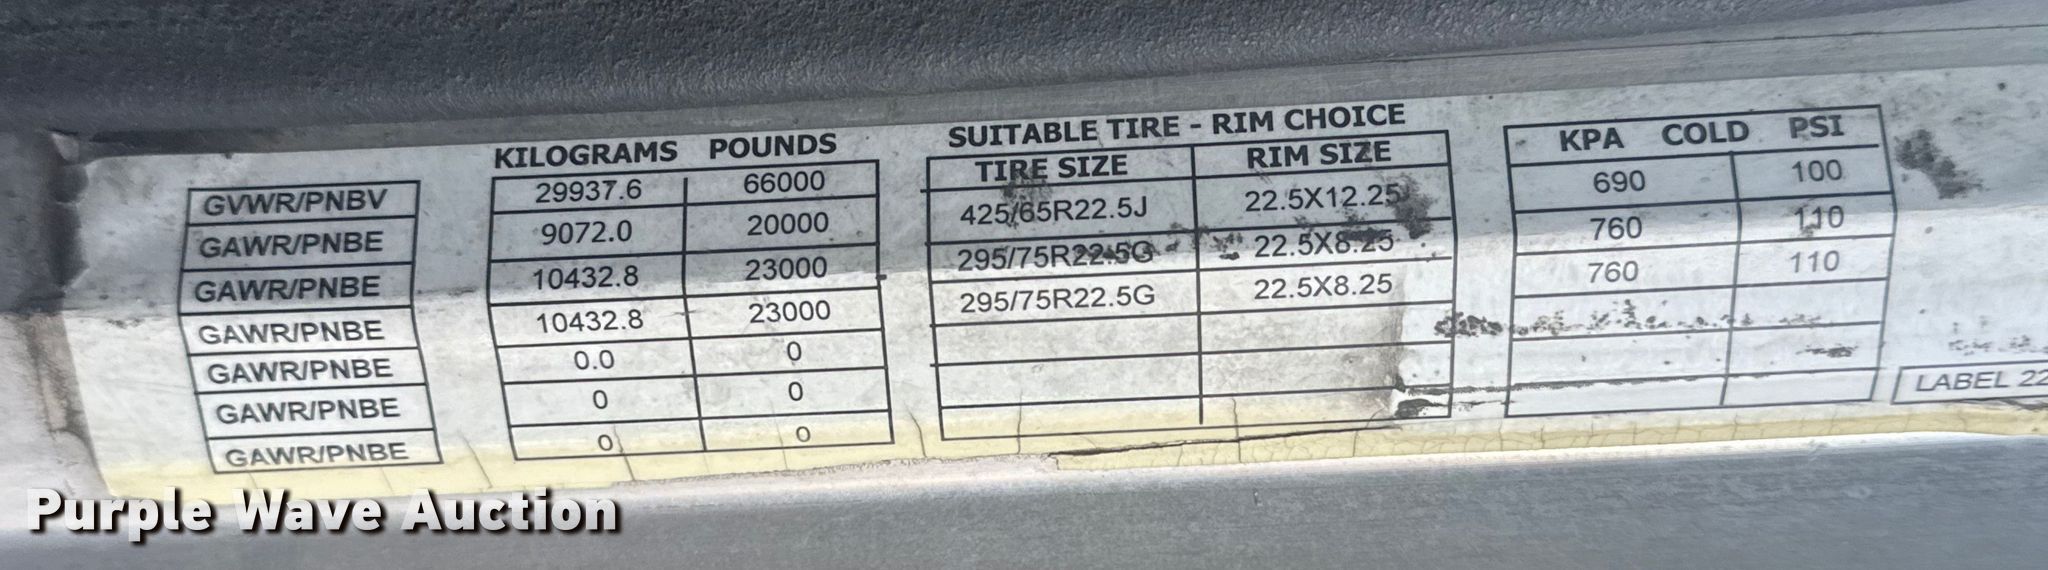 KILOGRAMS POUNDS SUITABLE TIRE - RIM CHOICE
TIRE SIZE RIM SIZE KPA COLD PSI
GVWR/PNBV 29937.6 66000
GAWR/PNBE 9072.0 20000 425/65R22.5J 22.5X12.25 690 100
GAWR/PNBE 10432.8 23000 295/75R22.5G 22.5X8.25 760 110
GAWR/PNBE 10432.8 23000 295/75R22.5G 22.5X8.25 760 110
GAWR/PNBE 0.0 0
GAWR/PNBE 0 0
GAWR/PNBE 0 0
LABEL 22
Purple Wave Auction